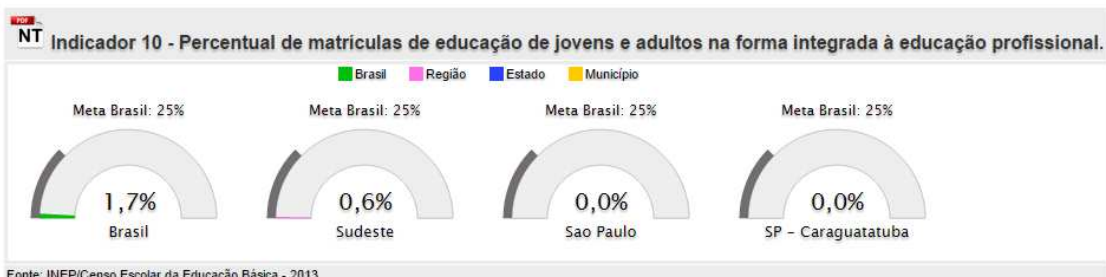 PDF
NT Indicador 10 - Percentual de matrículas de educação de jovens e adultos na forma integrada à educação profissional.
Brasil Região Estado Município
Meta Brasil: 25% Meta Brasil: 25% Meta Brasil: 25% Meta Brasil: 25%
1,7% 0,6% 0,0% 0,0%
Brasil Sudeste Sao Paulo SP - Caraguatatuba
Fonte: INEP/Censo Escolar da Educação Básica - 2013